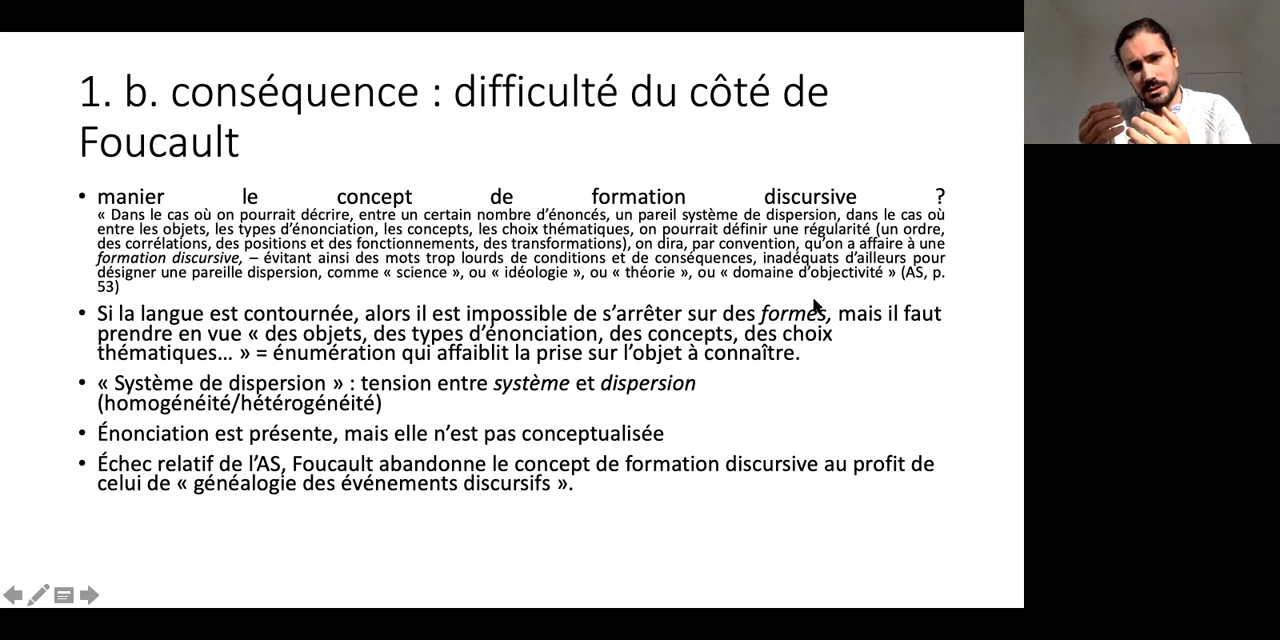 1. b. conséquence : difficulté du côté de
Foucault
• manier le concept de formation discursive ?
« Dans le cas où on pourrait décrire, entre un certain nombre d’énoncés, un pareil système de dispersion, dans le cas où
entre les objets, les types d’énonciation, les concepts, les choix thématiques, on pourrait définir une régularité (un ordre,
des corrélations, des positions et des fonctionnements, des transformations), on dira, par convention, qu’on a affaire à une
formation discursive, – évitant ainsi des mots trop lourds de conditions et de conséquences, inadéquats d’ailleurs pour
désigner une pareille dispersion, comme « science », ou « idéologie », ou « théorie », ou « domaine d’objectivité » (AS, p.
53)
• Si la langue est contournée, alors il est impossible de s’arrêter sur des formes, mais il faut
prendre en vue « des objets, des types d’énonciation, des concepts, des choix
thématiques… » = énumération qui affaiblit la prise sur l’objet à connaître.
• « Système de dispersion » : tension entre système et dispersion
(homogénéité/hétérogénéité)
• Énonciation est présente, mais elle n’est pas conceptualisée
• Échec relatif de l’AS, Foucault abandonne le concept de formation discursive au profit de
celui de « généalogie des événements discursifs ».